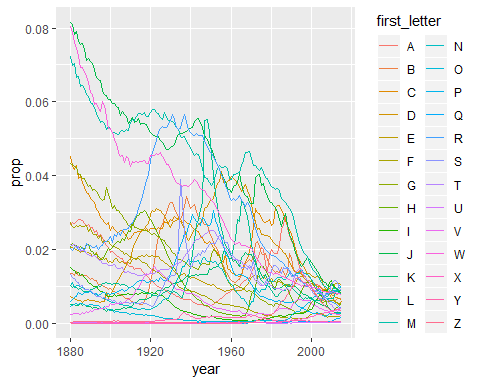 first_letter
A N
B O
C P
D Q
E R
F S
G T
H U
I V
J W
K X
L Y
M Z
0.08
0.06
0.04
0.02
0.00
prop
1880 1920 1960 2000
year